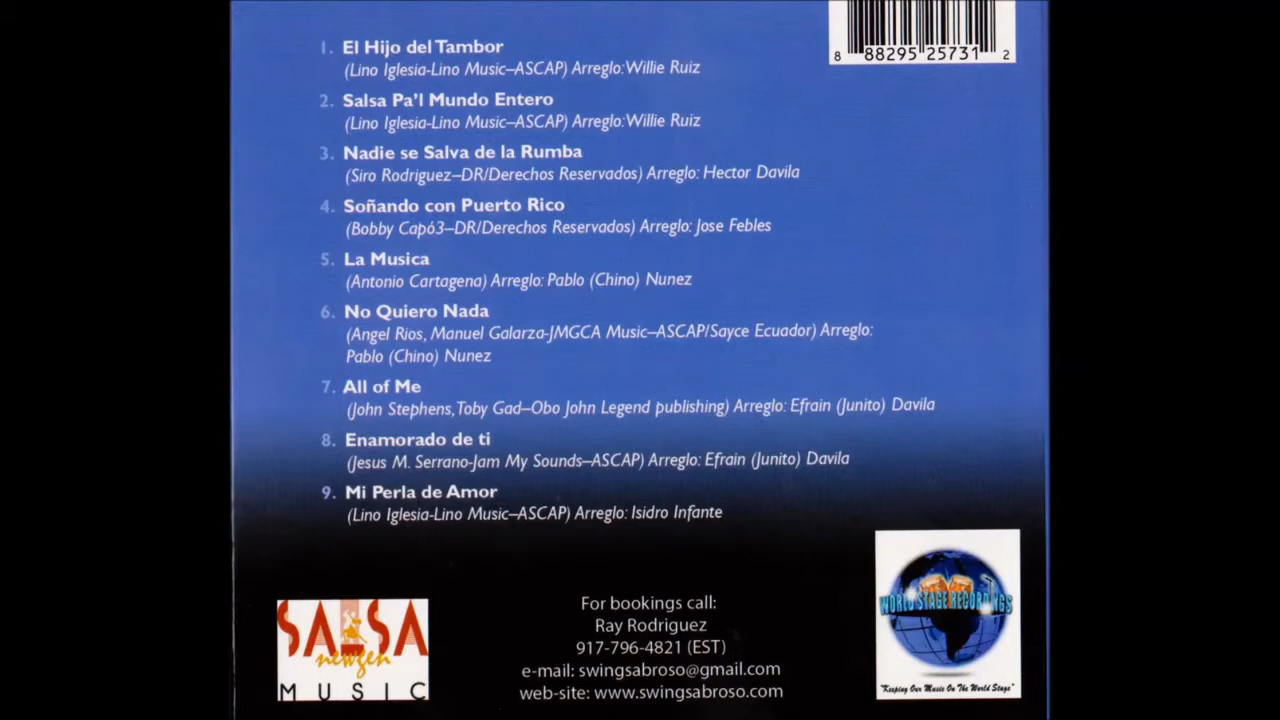 8 88295 25731 2
1. El Hijo del Tambor
(Lino Iglesia-Lino Music–ASCAP) Arreglo: Willie Ruiz
2. Salsa Pa'l Mundo Entero
(Lino Iglesia-Lino Music–ASCAP) Arreglo: Willie Ruiz
3. Nadie se Salva de la Rumba
(Siro Rodriguez–DR/Derechos Reservados) Arreglo: Hector Davila
4. Soñando con Puerto Rico
(Bobby Capó3–DR/Derechos Reservados) Arreglo: Jose Febles
5. La Musica
(Antonio Cartagena) Arreglo: Pablo (Chino) Nunez
6. No Quiero Nada
(Angel Rios, Manuel Galarza-JMGCA Music–ASCAP/Sayce Ecuador) Arreglo:
Pablo (Chino) Nunez
7. All of Me
(John Stephens, Toby Gad–Obo John Legend publishing) Arreglo: Efrain (Junito) Davila
8. Enamorado de ti
(Jesus M. Serrano-Jam My Sounds–ASCAP) Arreglo: Efrain (Junito) Davila
9. Mi Perla de Amor
(Lino Iglesia-Lino Music–ASCAP) Arreglo: Isidro Infante
SALSA
newgen
MUSIC
For bookings call:
Ray Rodriguez
917-796-4821 (EST)
e-mail: swingsabroso@gmail.com
web-site: www.swingsabroso.com
WORLD STAGE RECORDINGS
"Keeping Our Music On The World Stage"